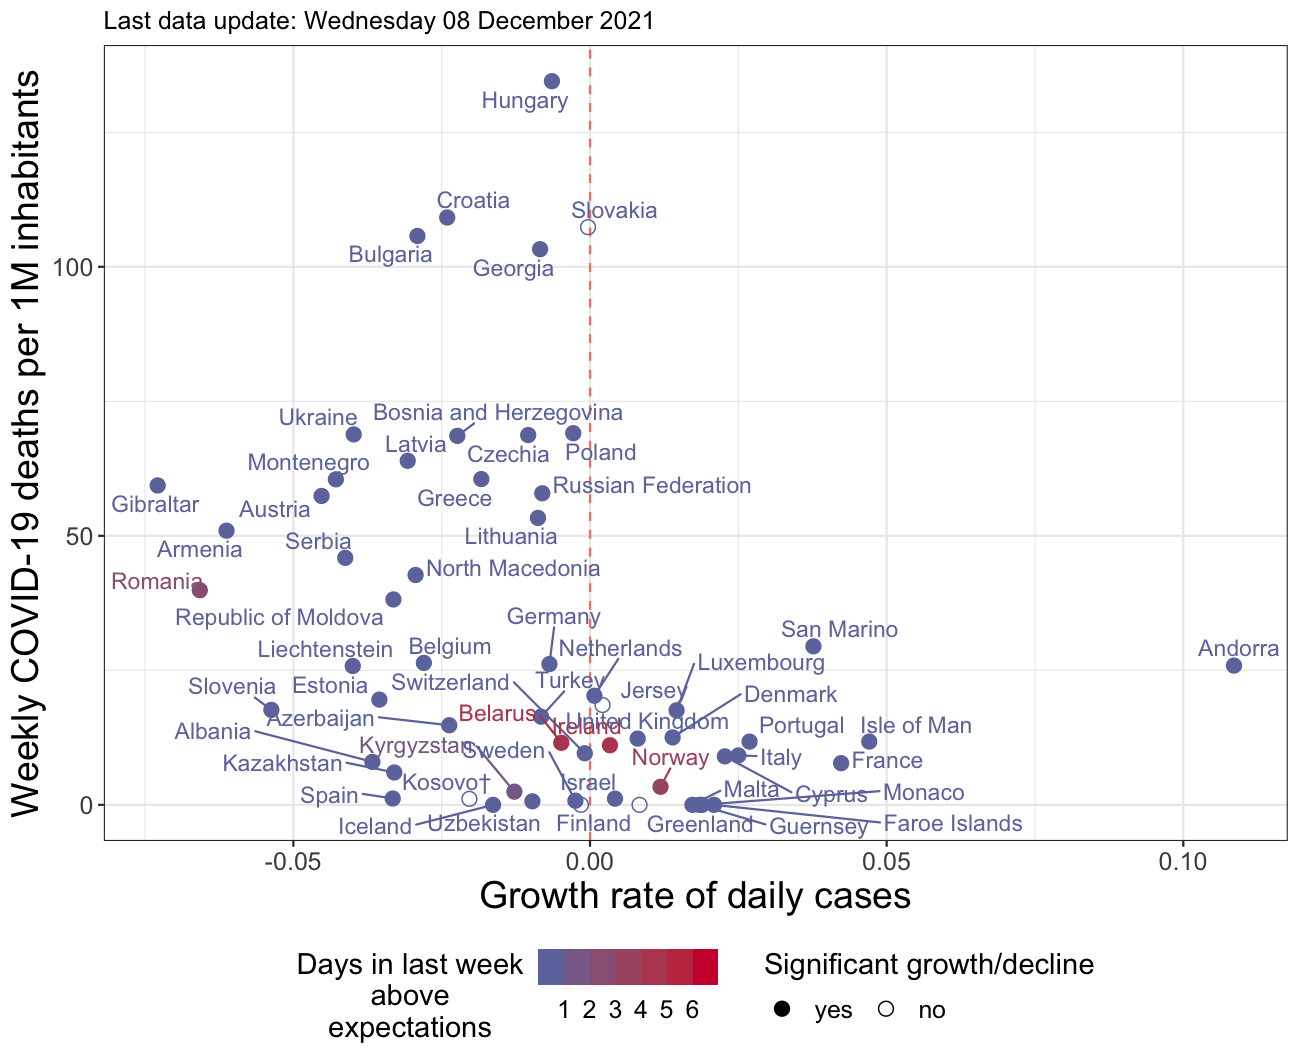 Last data update: Wednesday 08 December 2021
Weekly COVID-19 deaths per 1M inhabitants
Hungary
Croatia
Slovakia
Bulgaria
Georgia
100
Ukraine
Bosnia and Herzegovina
Latvia
Czechia
Poland
Montenegro
Gibraltar
Greece
Russian Federation
Austria
Lithuania
50
Armenia
Serbia
Romania
North Macedonia
Republic of Moldova
Germany
San Marino
Liechtenstein
Belgium
Netherlands
Andorra
Luxembourg
Slovenia
Estonia
Switzerland
Turkey
Jersey
Denmark
Azerbaijan
Belarus
Ireland
United Kingdom
Portugal
Isle of Man
Albania
Kyrgyzstan
Sweden
Norway
Italy
France
Kazakhstan
Kosovo†
Israel
Malta
Cyprus
Monaco
Spain
0
Iceland
Uzbekistan
Finland
Greenland
Guernsey
Faroe Islands
-0.05
0.00
0.05
0.10
Growth rate of daily cases
Days in last week
above
expectations
1 2 3 4 5 6
Significant growth/decline
yes
no